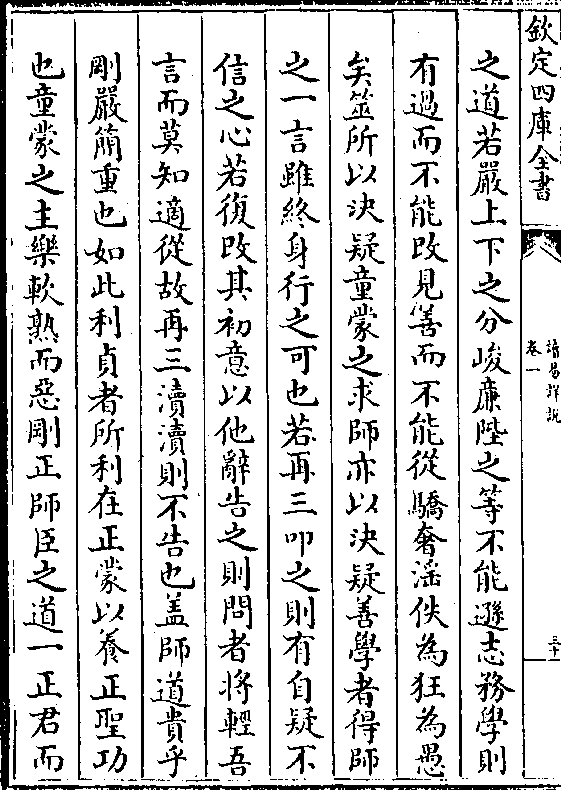 欽定四庫全書
讀易詳說
卷一
三十一
之道若嚴上下之分峻廉陛之等不能遜志務學則
有過而不能改見善而不能從驕奢滛佚為狂為愚
矣筮所以決疑童蒙之求師亦以決疑善學者得師
之一言雖終身行之可也若再三叩之則有自疑不
信之心若復改其初意以他辭告之則問者將輕吾
言而莫知適從故再三瀆瀆則不告也盖師道貴乎
剛嚴簡重也如此利貞者所利在正蒙以養正聖功
也童蒙之主樂軟熟而惡剛正師臣之道一正君而